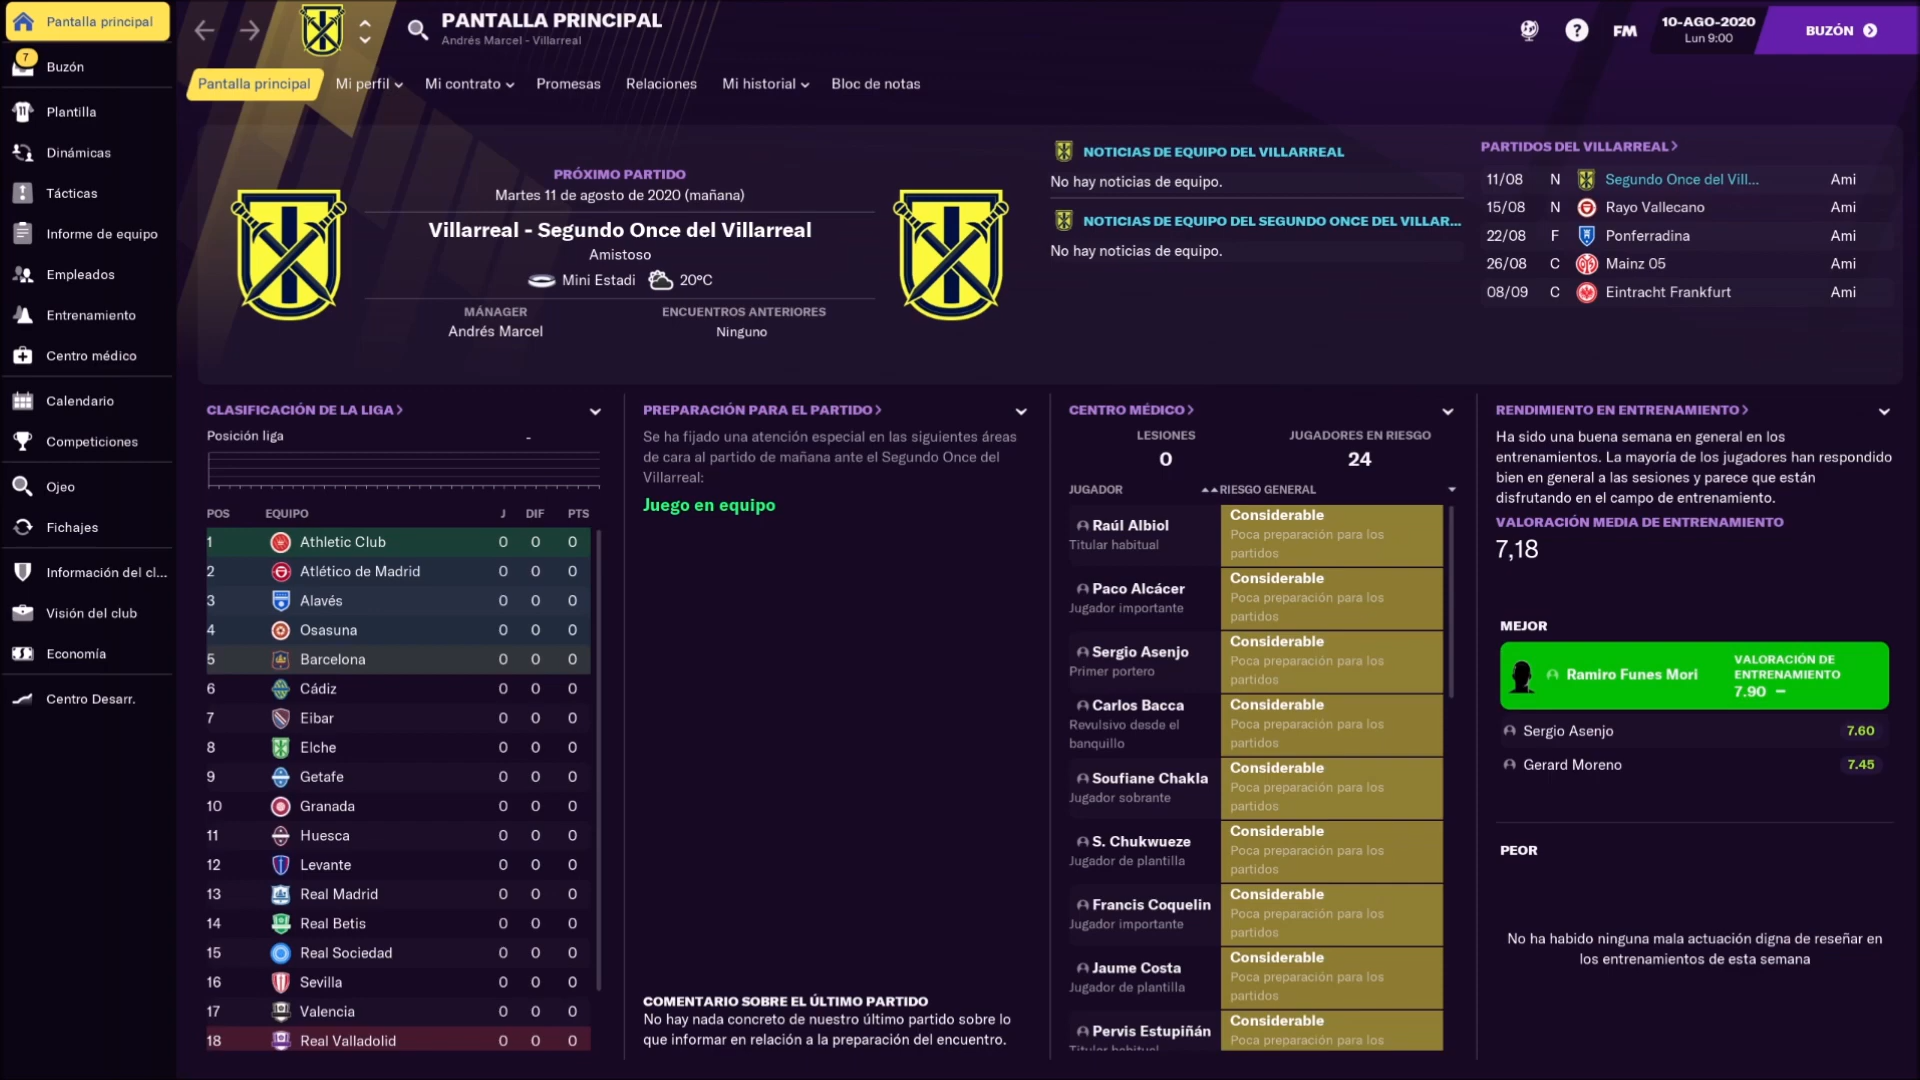 Pantalla principal
7
Buzón
Plantilla
Dinámicas
Tácticas
Informe de equipo
Empleados
Entrenamiento
Centro médico
Calendario
Competiciones
Ojeo
Fichajes
Información del cl...
Visión del club
Economía
Centro Desarr.
PANTALLA PRINCIPAL
Andrés Marcel - Villarreal
?
FM
10-AGO-2020
Lun 9:00
BUZÓN
Pantalla principal
Mi perfil
Mi contrato
Promesas
Relaciones
Mi historial
Bloc de notas
PRÓXIMO PARTIDO
Martes 11 de agosto de 2020 (mañana)
Villarreal - Segundo Once del Villarreal
Amistoso
Mini Estadi 20ºC
MÁNAGER
Andrés Marcel
ENCUENTROS ANTERIORES
Ninguno
NOTICIAS DE EQUIPO DEL VILLARREAL
No hay noticias de equipo.
NOTICIAS DE EQUIPO DEL SEGUNDO ONCE DEL VILLAR...
No hay noticias de equipo.
PARTIDOS DEL VILLARREAL
11/08 N Segundo Once del Vill... Ami
15/08 N Rayo Vallecano Ami
22/08 F Ponferradina Ami
26/08 C Mainz 05 Ami
08/09 C Eintracht Frankfurt Ami
CLASIFICACIÓN DE LA LIGA
Posición liga -
POS EQUIPO J DIF PTS
1 Athletic Club 0 0 0
2 Atlético de Madrid 0 0 0
3 Alavés 0 0 0
4 Osasuna 0 0 0
5 Barcelona 0 0 0
6 Cádiz 0 0 0
7 Eibar 0 0 0
8 Elche 0 0 0
9 Getafe 0 0 0
10 Granada 0 0 0
11 Huesca 0 0 0
12 Levante 0 0 0
13 Real Madrid 0 0 0
14 Real Betis 0 0 0
15 Real Sociedad 0 0 0
16 Sevilla 0 0 0
17 Valencia 0 0 0
18 Real Valladolid 0 0 0
PREPARACIÓN PARA EL PARTIDO
Se ha fijado una atención especial en las siguientes áreas
de cara al partido de mañana ante el Segundo Once del
Villarreal:
Juego en equipo
COMENTARIO SOBRE EL ÚLTIMO PARTIDO
No hay nada concreto de nuestro último partido sobre lo
que informar en relación a la preparación del encuentro.
CENTRO MÉDICO
LESIONES
0
JUGADORES EN RIESGO
24
JUGADOR RIESGO GENERAL
Raúl Albiol
Titular habitual
Considerable
Poca preparación para los
partidos
Paco Alcácer
Jugador importante
Considerable
Poca preparación para los
partidos
Sergio Asenjo
Primer portero
Considerable
Poca preparación para los
partidos
Carlos Bacca
Revulsivo desde el
banquillo
Considerable
Poca preparación para los
partidos
Soufiane Chakla
Jugador sobrante
Considerable
Poca preparación para los
partidos
S. Chukwueze
Jugador de plantilla
Considerable
Poca preparación para los
partidos
Francis Coquelin
Jugador importante
Considerable
Poca preparación para los
partidos
Jaume Costa
Jugador de plantilla
Considerable
Poca preparación para los
partidos
Pervis Estupiñán
Titular habitual
Considerable
Poca preparación para los
RENDIMIENTO EN ENTRENAMIENTO
Ha sido una buena semana en general en los
entrenamientos. La mayoría de los jugadores han respondido
bien en general a las sesiones y parece que están
disfrutando en el campo de entrenamiento.
VALORACIÓN MEDIA DE ENTRENAMIENTO
7,18
MEJOR
Ramiro Funes Mori
VALORACIÓN DE
ENTRENAMIENTO
7.90 –
Sergio Asenjo 7.60
Gerard Moreno 7.45
PEOR
No ha habido ninguna mala actuación digna de reseñar en
los entrenamientos de esta semana